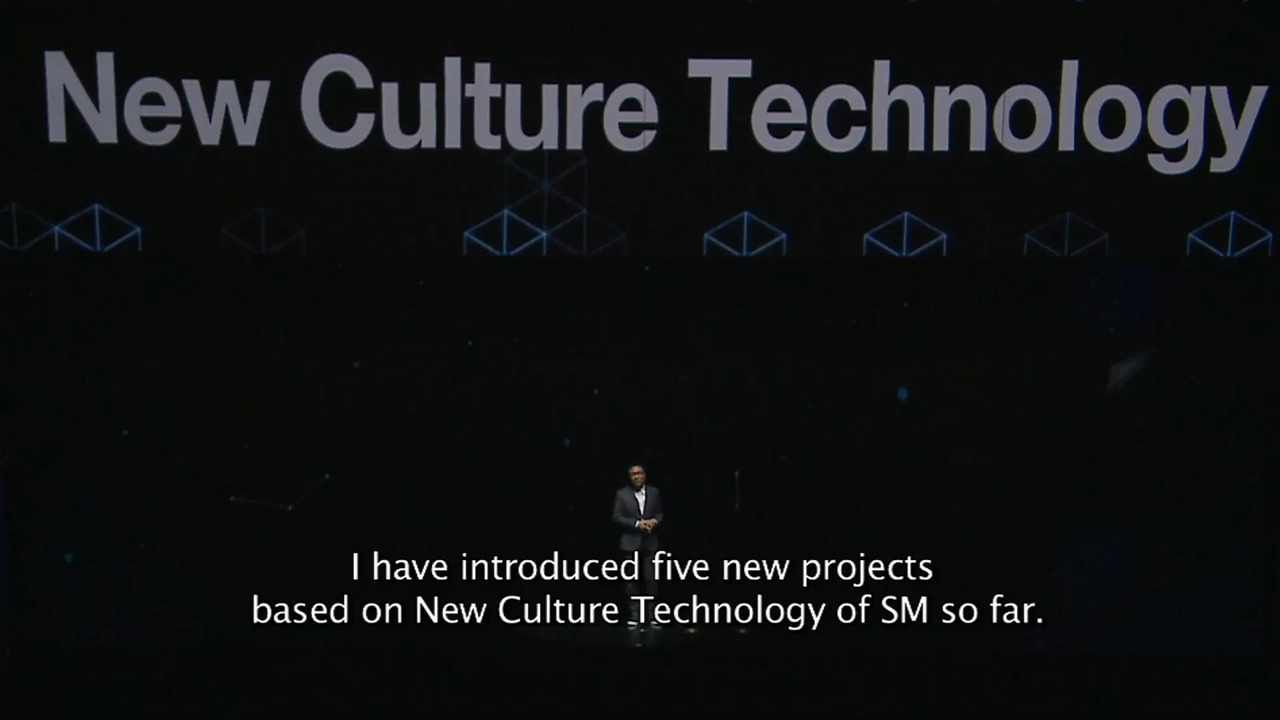 New Culture Technology
I have introduced five new projects
based on New Culture Technology of SM so far.